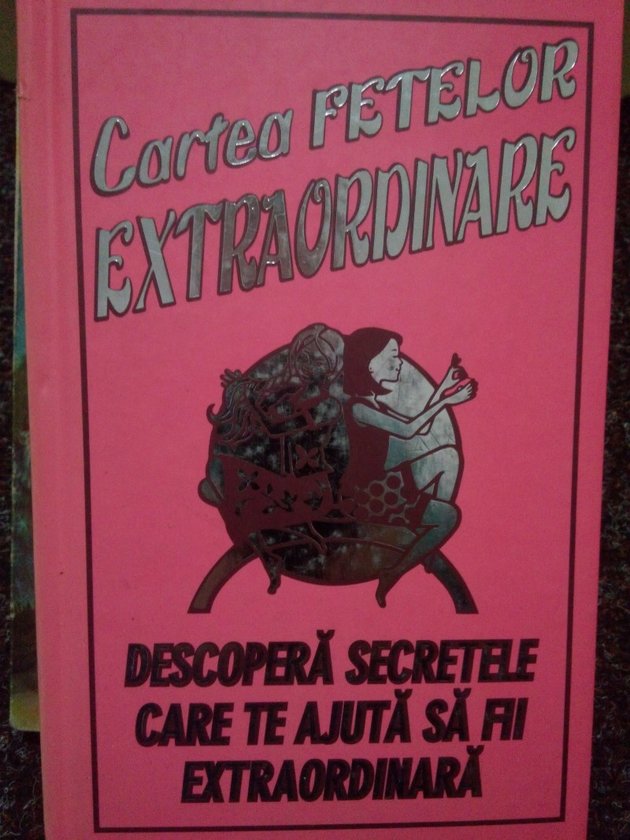 Cartea FETELOR
EXTRAORDINARE
DESCOPERĂ SECRETELE
CARE TE AJUTĂ SĂ FII
EXTRAORDINARĂ